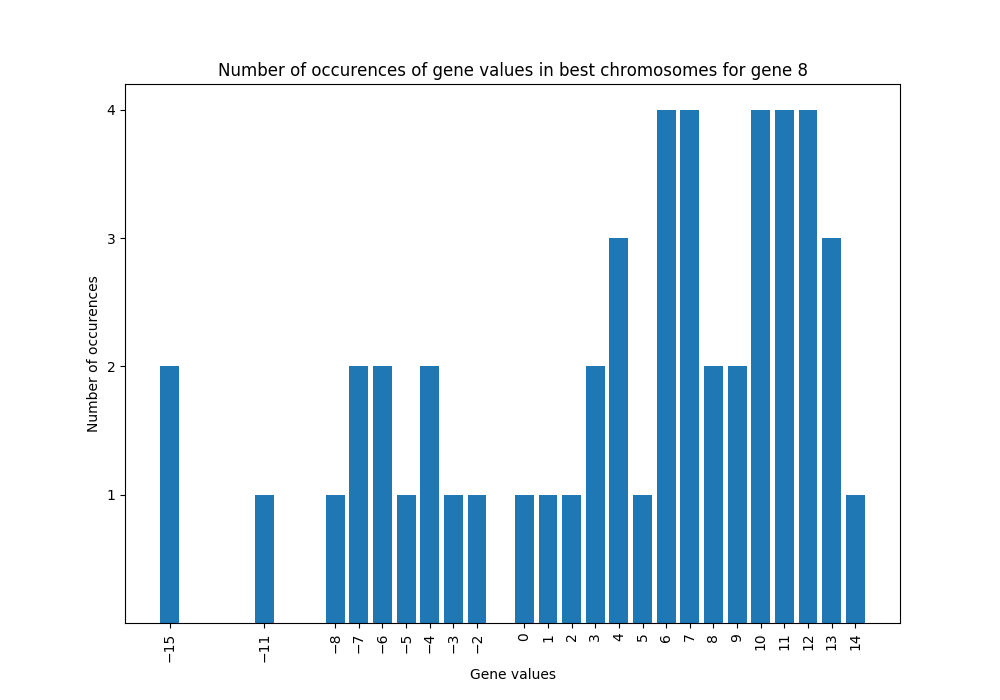 Number of occurences of gene values in best chromosomes for gene 8
4
3
2
1
Number of occurences
−15 −11 −8 −7 −6 −5 −4 −3 −2 0 1 2 3 4 5 6 7 8 9 10 11 12 13 14
Gene values